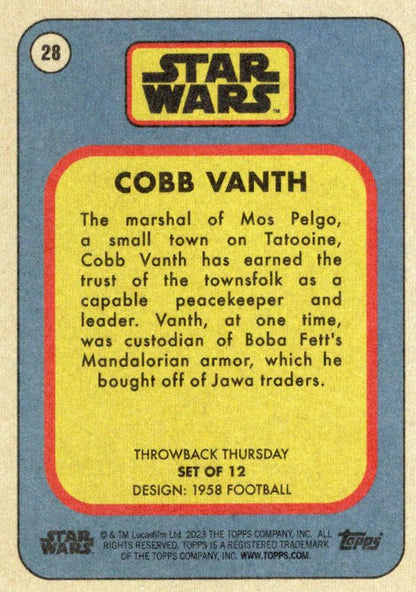 28
STAR
WARS™
COBB VANTH
The marshal of Mos Pelgo,
a small town on Tatooine,
Cobb Vanth has earned the
trust of the townsfolk as a
capable peacekeeper and
leader. Vanth, at one time,
was custodian of Boba Fett's
Mandalorian armor, which he
bought off of Jawa traders.
THROWBACK THURSDAY
SET OF 12
DESIGN: 1958 FOOTBALL
STAR
WARS
© & TM Lucasfilm Ltd. 2023 THE TOPPS COMPANY, INC. ALL
RIGHTS RESERVED. TOPPS IS A REGISTERED TRADEMARK
OF THE TOPPS COMPANY, INC. WWW.TOPPS.COM.
Topps